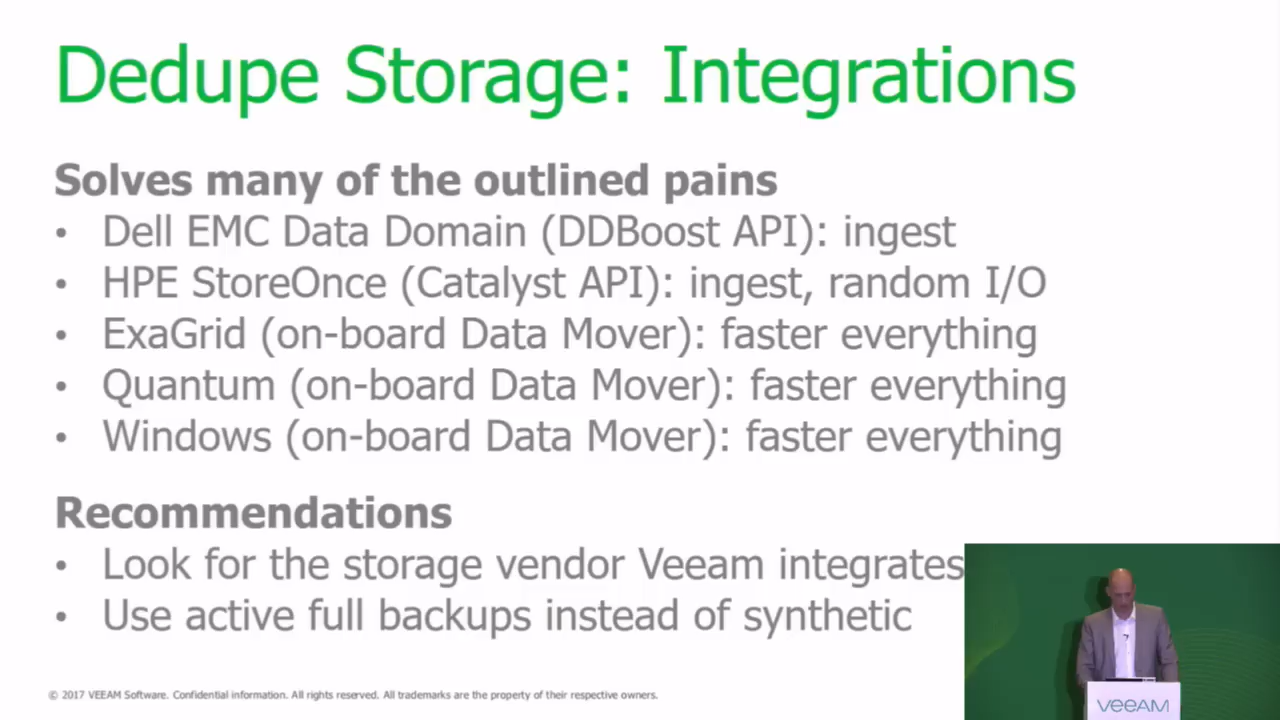 Dedupe Storage: Integrations
Solves many of the outlined pains
• Dell EMC Data Domain (DDBoost API): ingest
• HPE StoreOnce (Catalyst API): ingest, random I/O
• ExaGrid (on-board Data Mover): faster everything
• Quantum (on-board Data Mover): faster everything
• Windows (on-board Data Mover): faster everything
Recommendations
• Look for the storage vendor Veeam integrates
• Use active full backups instead of synthetic
© 2017 VEEAM Software. Confidential information. All rights reserved. All trademarks are the property of their respective owners.
VEEAM